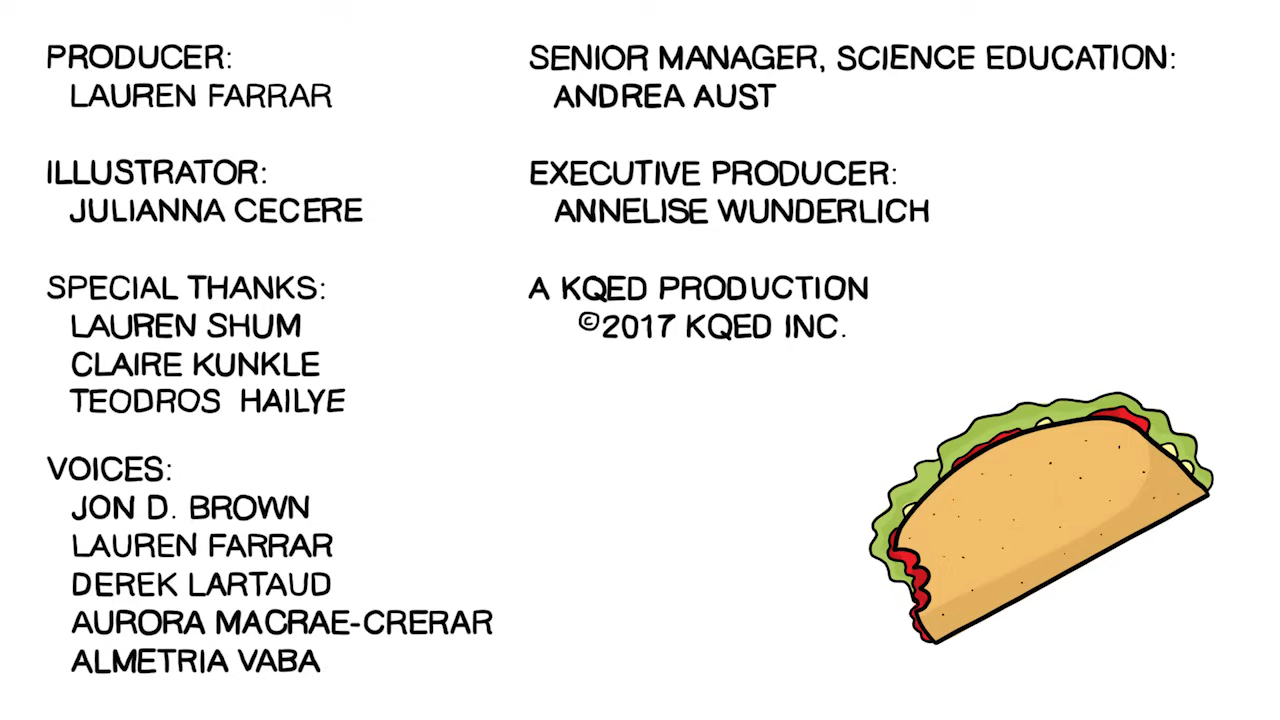 PRODUCER:
LAUREN FARRAR
ILLUSTRATOR:
JULIANNA CECERE
SPECIAL THANKS:
LAUREN SHUM
CLAIRE KUNKLE
TEODROS HAILYE
VOICES:
JON D. BROWN
LAUREN FARRAR
DEREK LARTAUD
AURORA MACRAE-CRERAR
ALMETRIA VABA
SENIOR MANAGER, SCIENCE EDUCATION:
ANDREA AUST
EXECUTIVE PRODUCER:
ANNELISE WUNDERLICH
A KQED PRODUCTION
©2017 KQED INC.